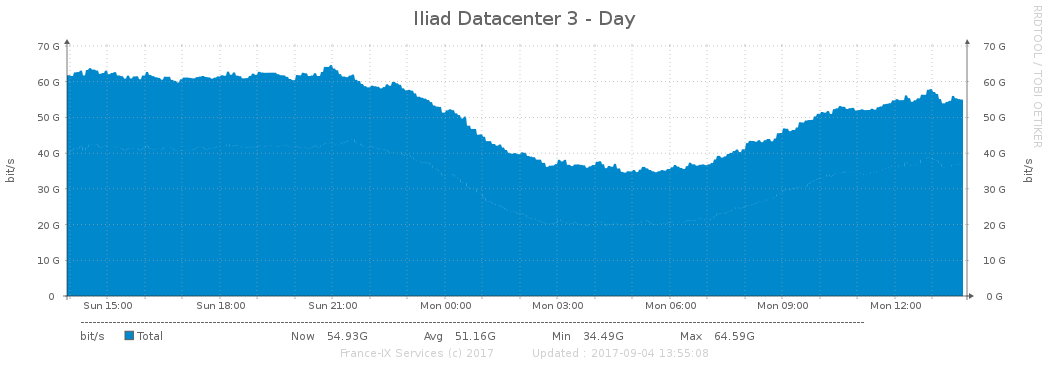 Iliad Datacenter 3 - Day
RRDTOOL / TOBI OETIKER
bit/s
bit/s
70 G 70 G
60 G 60 G
50 G 50 G
40 G 40 G
30 G 30 G
20 G 20 G
10 G 10 G
0 0 G
Sun 15:00 Sun 18:00 Sun 21:00 Mon 00:00 Mon 03:00 Mon 06:00 Mon 09:00 Mon 12:00
bit/s Total Now 54.93G Avg 51.16G Min 34.49G Max 64.59G
France-IX Services (c) 2017 Updated : 2017-09-04 13:55:08